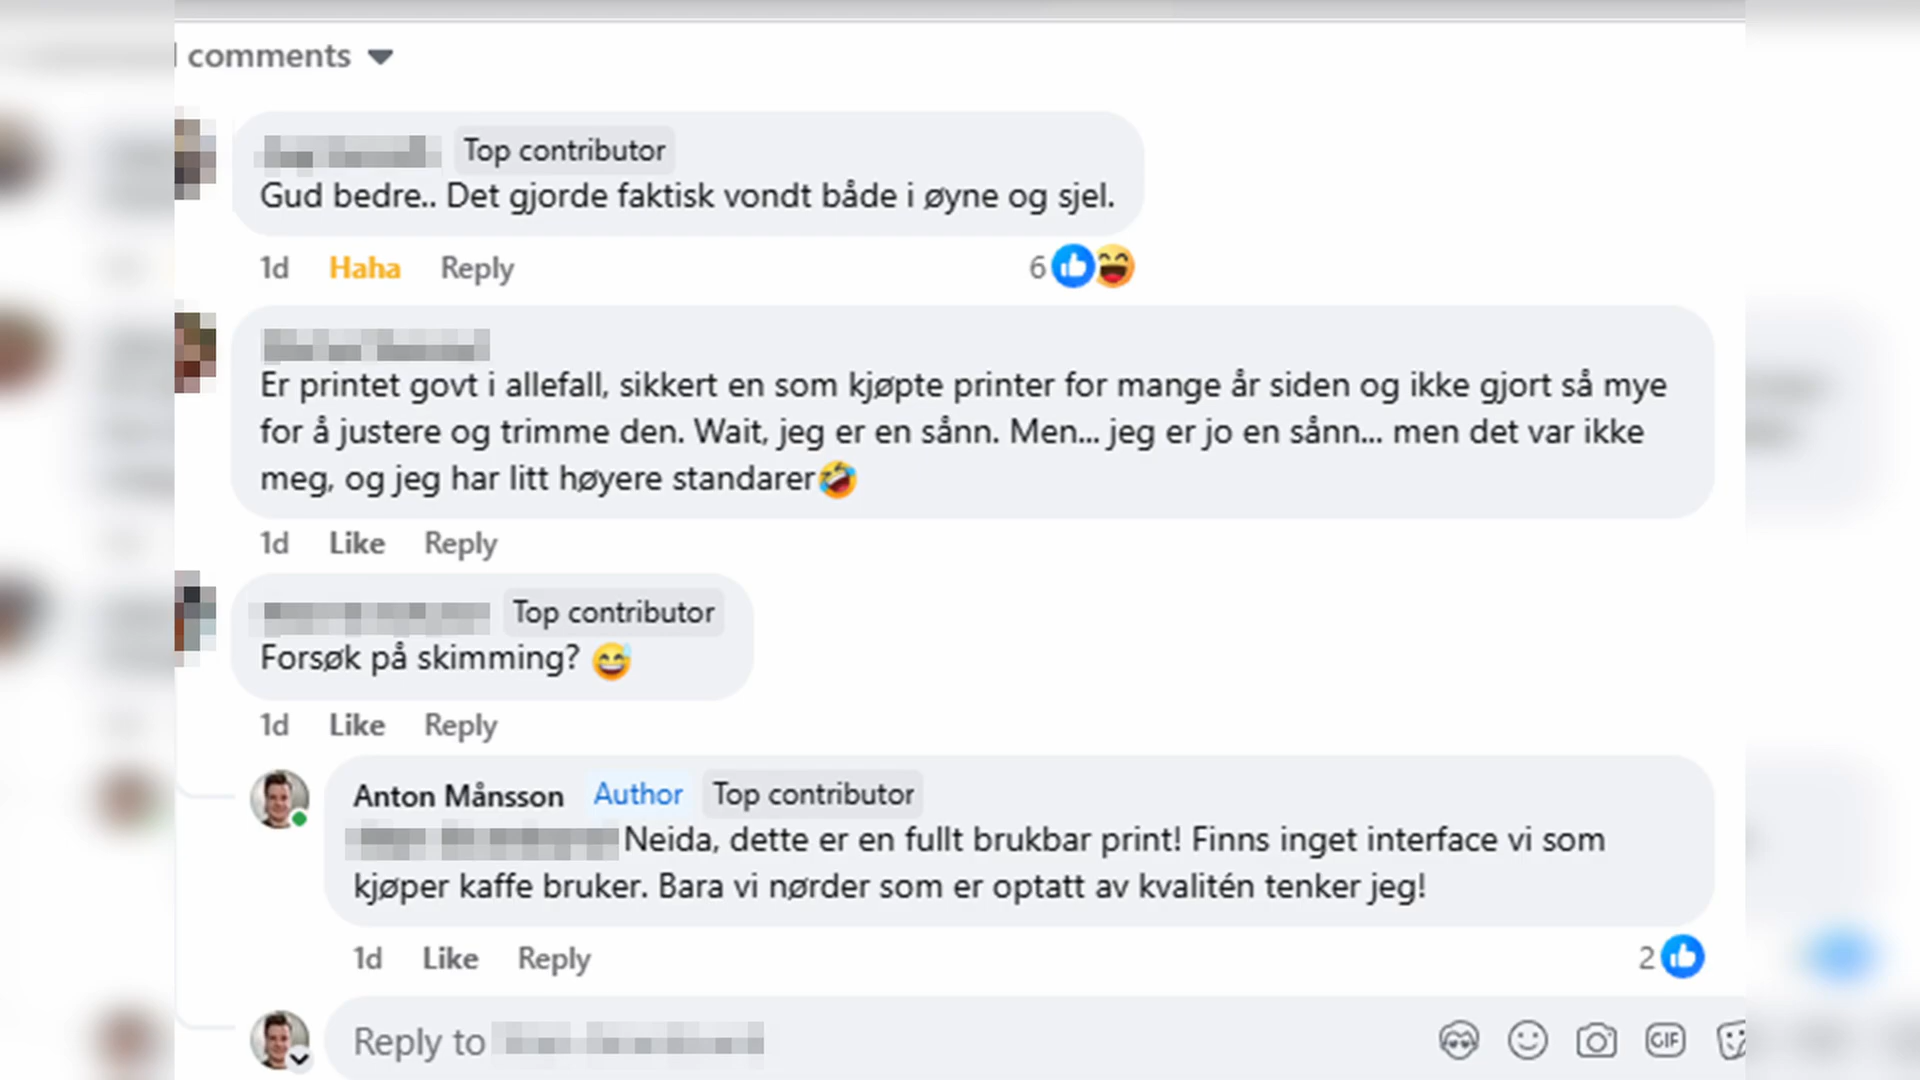 comments
Top contributor
Gud bedre.. Det gjorde faktisk vondt både i øyne og sjel.
1d Haha Reply 6
Er printet govt i allefall, sikkert en som kjøpte printer for mange år siden og ikke gjort så mye
for å justere og trimme den. Wait, jeg er en sånn. Men... jeg er jo en sånn... men det var ikke
meg, og jeg har litt høyere standarer🤣
1d Like Reply
Top contributor
Forsøk på skimming? 😅
1d Like Reply
Anton Månsson Author Top contributor
Neida, dette er en fullt brukbar print! Finns inget interface vi som
kjøper kaffe bruker. Bara vi nørder som er optatt av kvalitén tenker jeg!
1d Like Reply 2
Reply to
GIF